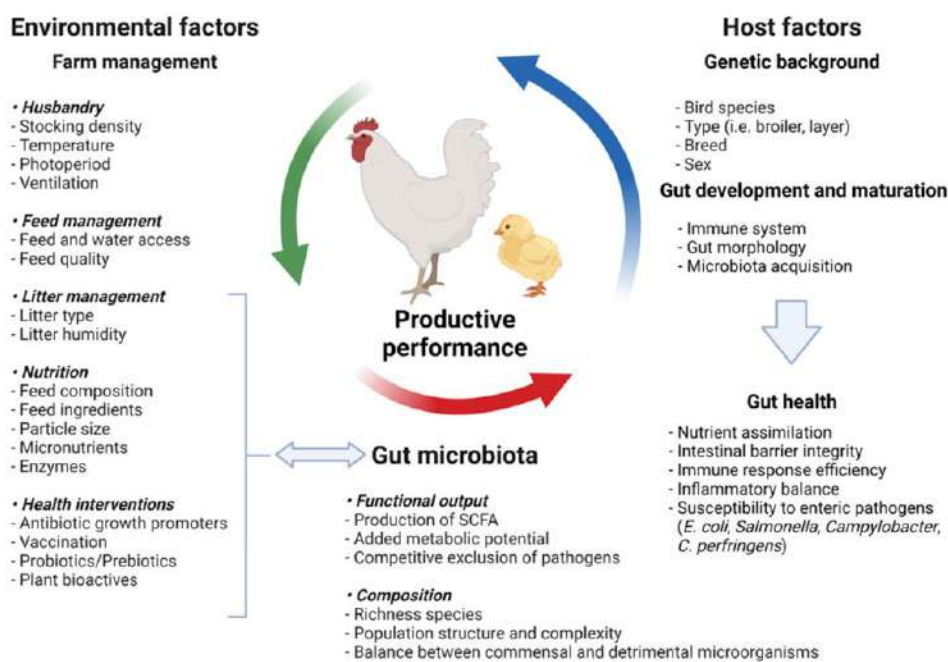 Environmental factors
Farm management
• Husbandry
- Stocking density
- Temperature
- Photoperiod
- Ventilation
• Feed management
- Feed and water access
- Feed quality
• Litter management
- Litter type
- Litter humidity
• Nutrition
- Feed composition
- Feed ingredients
- Particle size
- Micronutrients
- Enzymes
• Health interventions
- Antibiotic growth promoters
- Vaccination
- Probiotics/Prebiotics
- Plant bioactives
Productive
performance
Gut microbiota
• Functional output
- Production of SCFA
- Added metabolic potential
- Competitive exclusion of pathogens
• Composition
- Richness species
- Population structure and complexity
- Balance between commensal and detrimental microorganisms
Host factors
Genetic background
- Bird species
- Type (i.e. broiler, layer)
- Breed
- Sex
Gut development and maturation
- Immune system
- Gut morphology
- Microbiota acquisition
Gut health
- Nutrient assimilation
- Intestinal barrier integrity
- Immune response efficiency
- Inflammatory balance
- Susceptibility to enteric pathogens
(E. coli, Salmonella, Campylobacter,
C. perfringens)